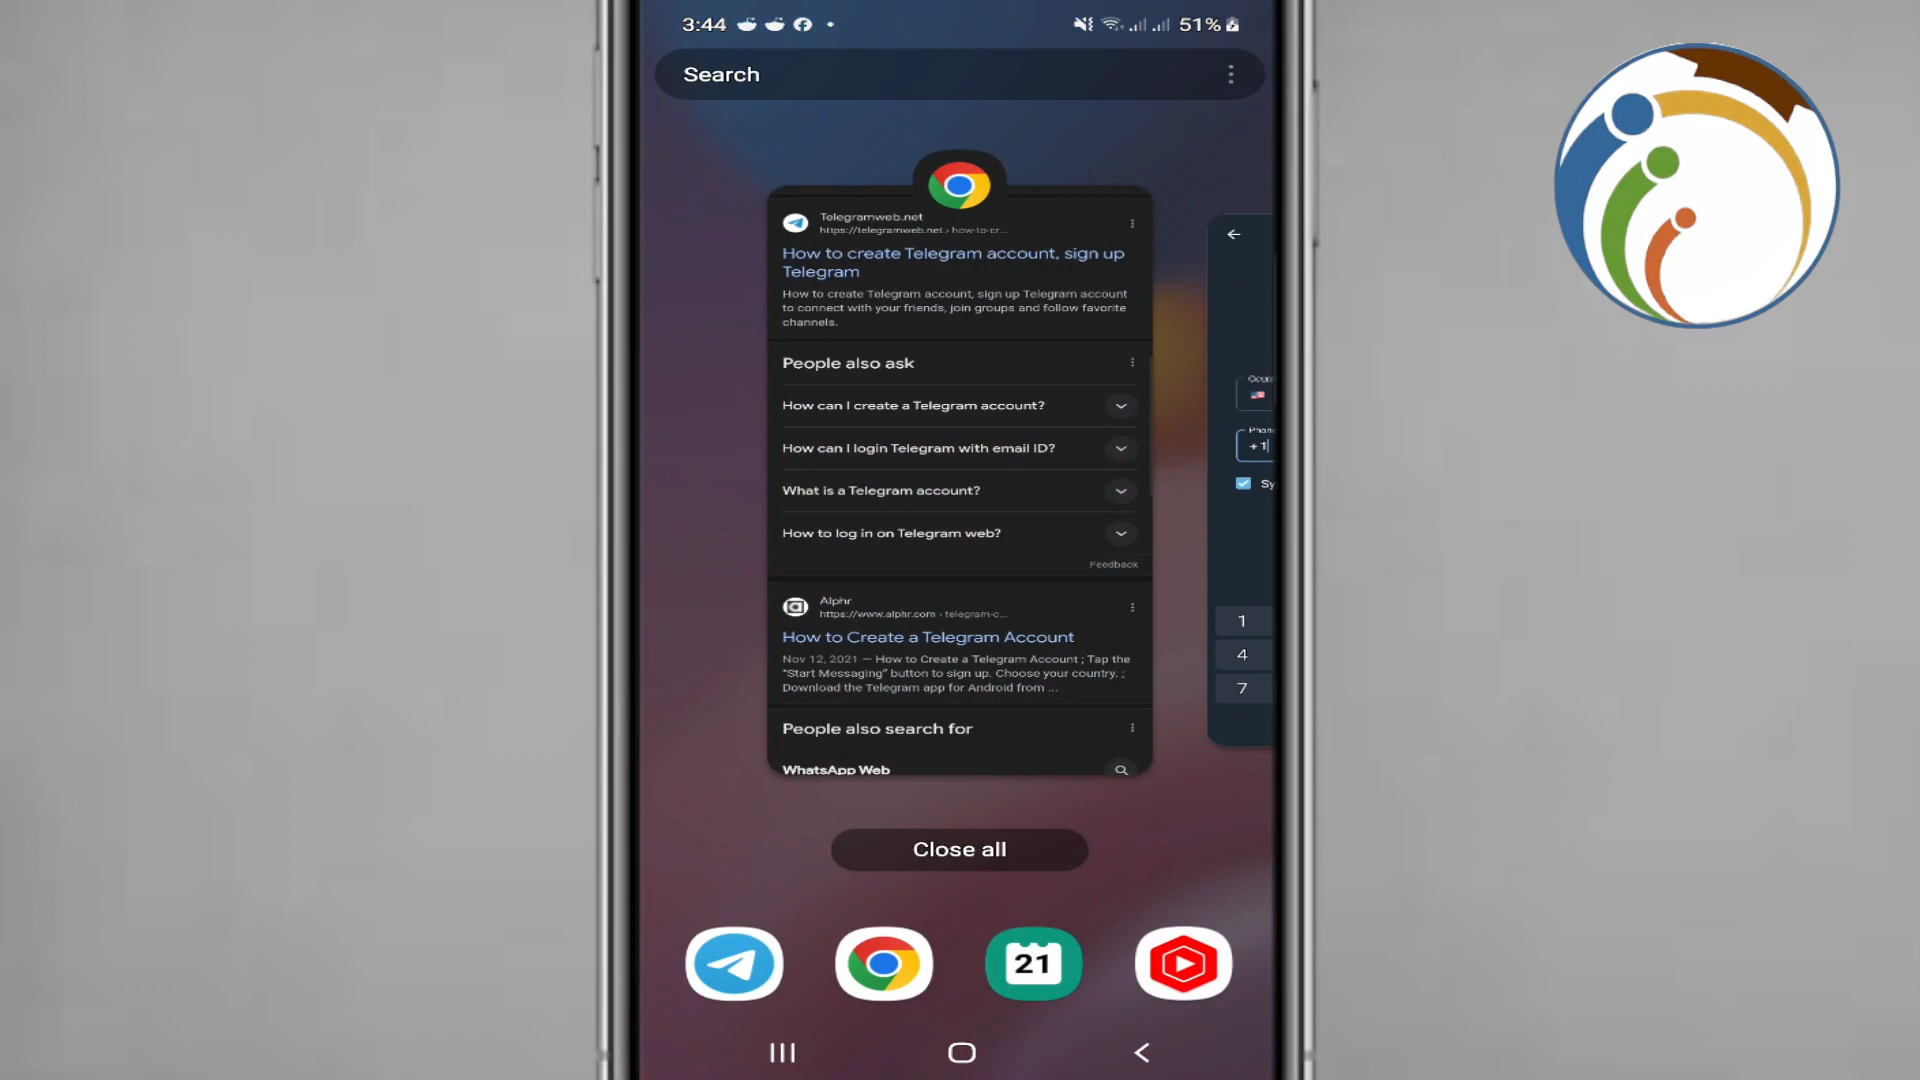 3:44
51%
Search
Telegramweb.net
https://telegramweb.net › how-to-cr...
How to create Telegram account, sign up
Telegram
How to create Telegram account, sign up Telegram account
to connect with your friends, join groups and follow favorite
channels.
People also ask
How can I create a Telegram account?
How can I login Telegram with email ID?
What is a Telegram account?
How to log in on Telegram web?
Feedback
Alphr
https://www.alphr.com › telegram-c...
How to Create a Telegram Account
Nov 12, 2021 — How to Create a Telegram Account ; Tap the
"Start Messaging" button to sign up. Choose your country. ;
Download the Telegram app for Android from ...
People also search for
WhatsApp Web
Coun
Phon
+ 1
Sy
1
4
7
Close all
21